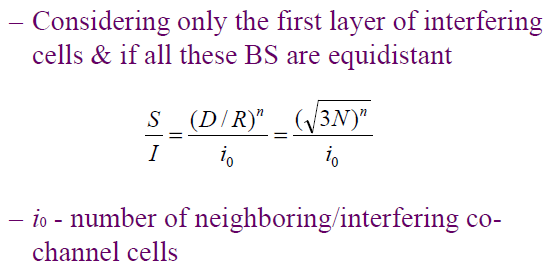 – Considering only the first layer of interfering
cells & if all these BS are equidistant
S/I = (D/R)ⁿ/i₀ = (√3N)ⁿ/i₀
– i₀ - number of neighboring/interfering co-
channel cells